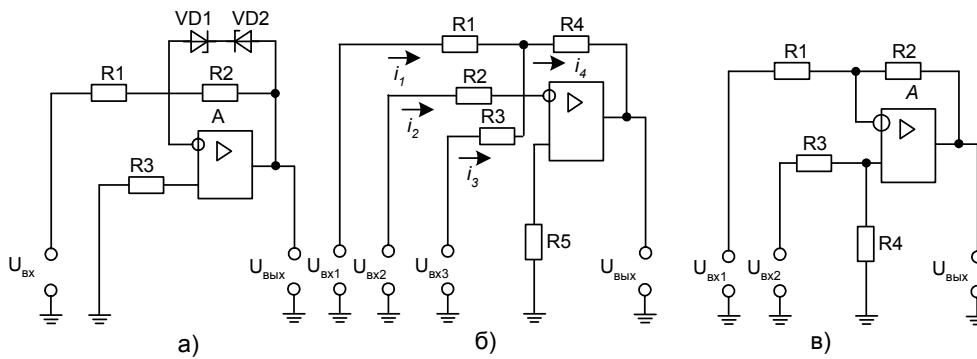 VD1 VD2
R1
R2
A
R3
Uвх
Uвых
а)
R1
R4
i1
i4
R2
i2
R3
i3
R5
Uвх1
Uвх2
Uвх3
Uвых
б)
R1
R2
A
R3
R4
Uвх1
Uвх2
Uвых
в)